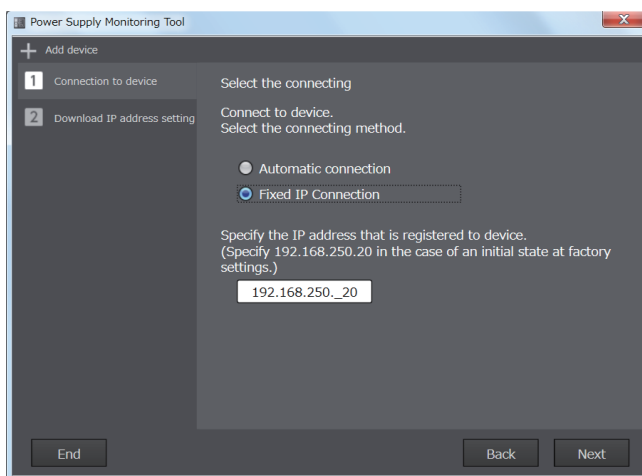 Power Supply Monitoring Tool
Add device
1 Connection to device
2 Download IP address setting
Select the connecting
Connect to device.
Select the connecting method.
Automatic connection
Fixed IP Connection
Specify the IP address that is registered to device.
(Specify 192.168.250.20 in the case of an initial state at factory
settings.)
192.168.250._20
End
Back
Next